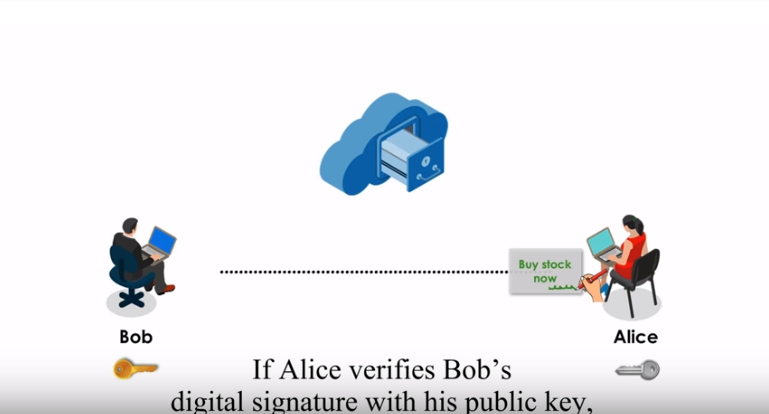 Buy stock
now
Bob
Alice
If Alice verifies Bob's
digital signature with his public key,